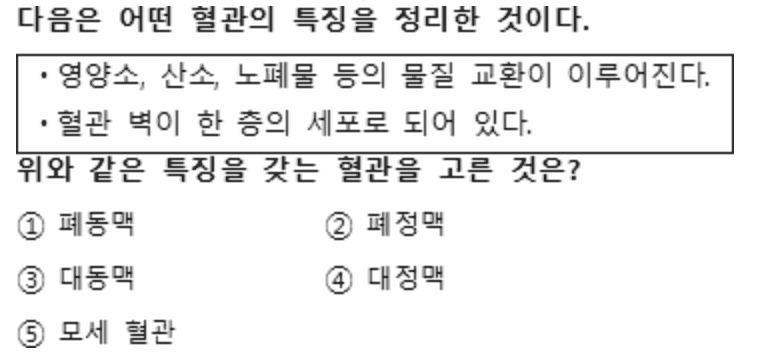 다음은 어떤 혈관의 특징을 정리한 것이다.
• 영양소, 산소, 노폐물 등의 물질 교환이 이루어진다.
• 혈관 벽이 한 층의 세포로 되어 있다.
위와 같은 특징을 갖는 혈관을 고른 것은?
① 폐동맥 ② 폐정맥
③ 대동맥 ④ 대정맥
⑤ 모세 혈관